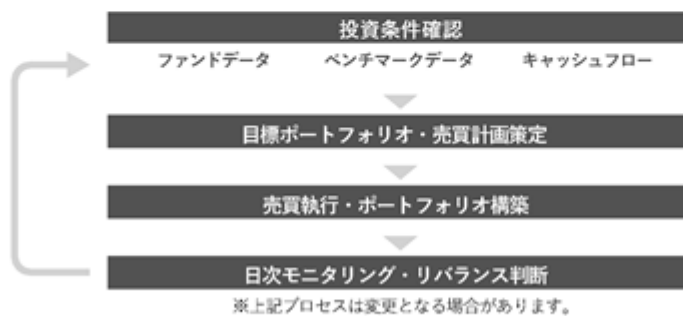 投資条件確認
ファンドデータ ベンチマークデータ キャッシュフロー
目標ポートフォリオ・売買計画策定
売買執行・ポートフォリオ構築
日次モニタリング・リバランス判断
※上記プロセスは変更となる場合があります。